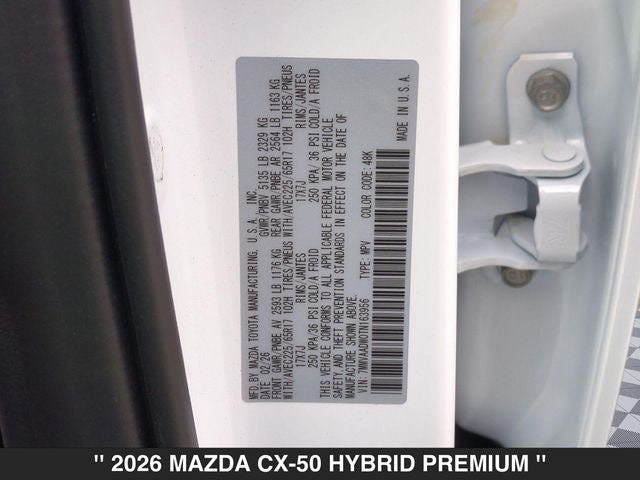 MFD.BY MAZDA TOYOTA MANUFACTURING, U.S.A. INC.
DATE 02/26 GVWR/PNBV 5135 LB 2329 KG
FRONT GAWR/PNBE AV 2593 LB 1176 KG REAR GAWR/PNBE AR 2564 LB 1163 KG
WITH/AVEC225/65R17 102H TIRES/PNEUS WITH/AVEC225/65R17 102H TIRES/PNEUS
17X7J RIMS/JANTES 17X7J RIMS/JANTES
250 KPA/36 PSI COLD/A FROID 250 KPA/ 36 PSI COLD/A FROID
THIS VEHICLE CONFORMS TO ALL APPLICABLE FEDERAL MOTOR VEHICLE
SAFETY, AND THEFT PREVENTION STANDARDS IN EFFECT ON THE DATE OF
MANUFACTURE SHOWN ABOVE.
VIN: 7MMVAADW0TN163956 TYPE: MPV COLOR CODE: 48K
MADE IN U.S.A.
" 2026 MAZDA CX-50 HYBRID PREMIUM "